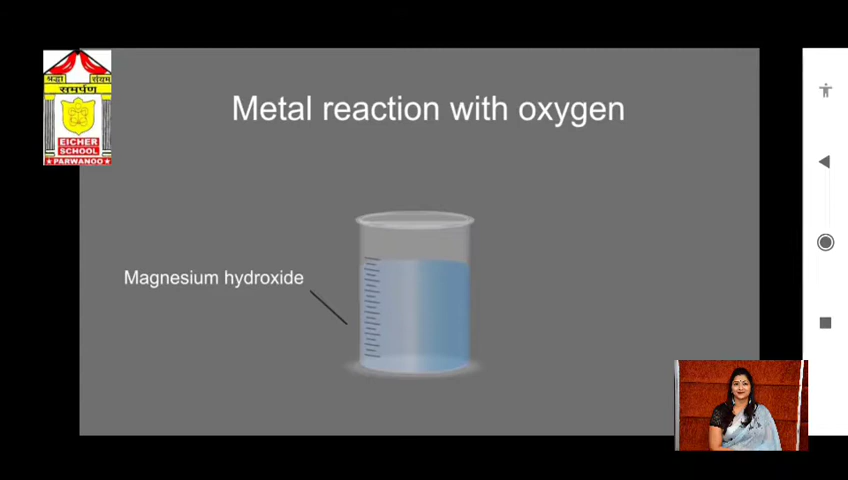 श्रद्धा संयम
समर्पण
EICHER
SCHOOL
★ PARWANOO ★
Metal reaction with oxygen
Magnesium hydroxide